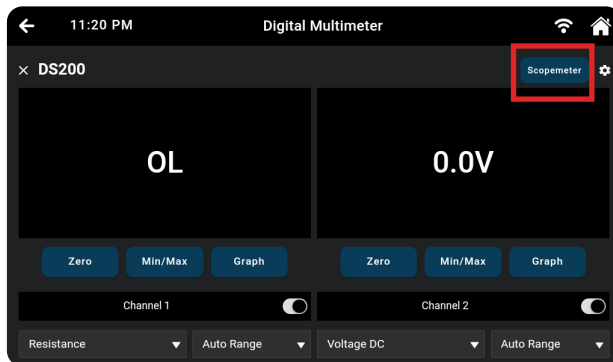 11:20 PM Digital Multimeter
× DS200 Scopemeter
OL 0.0V
Zero Min/Max Graph Zero Min/Max Graph
Channel 1 Channel 2
Resistance Auto Range Voltage DC Auto Range